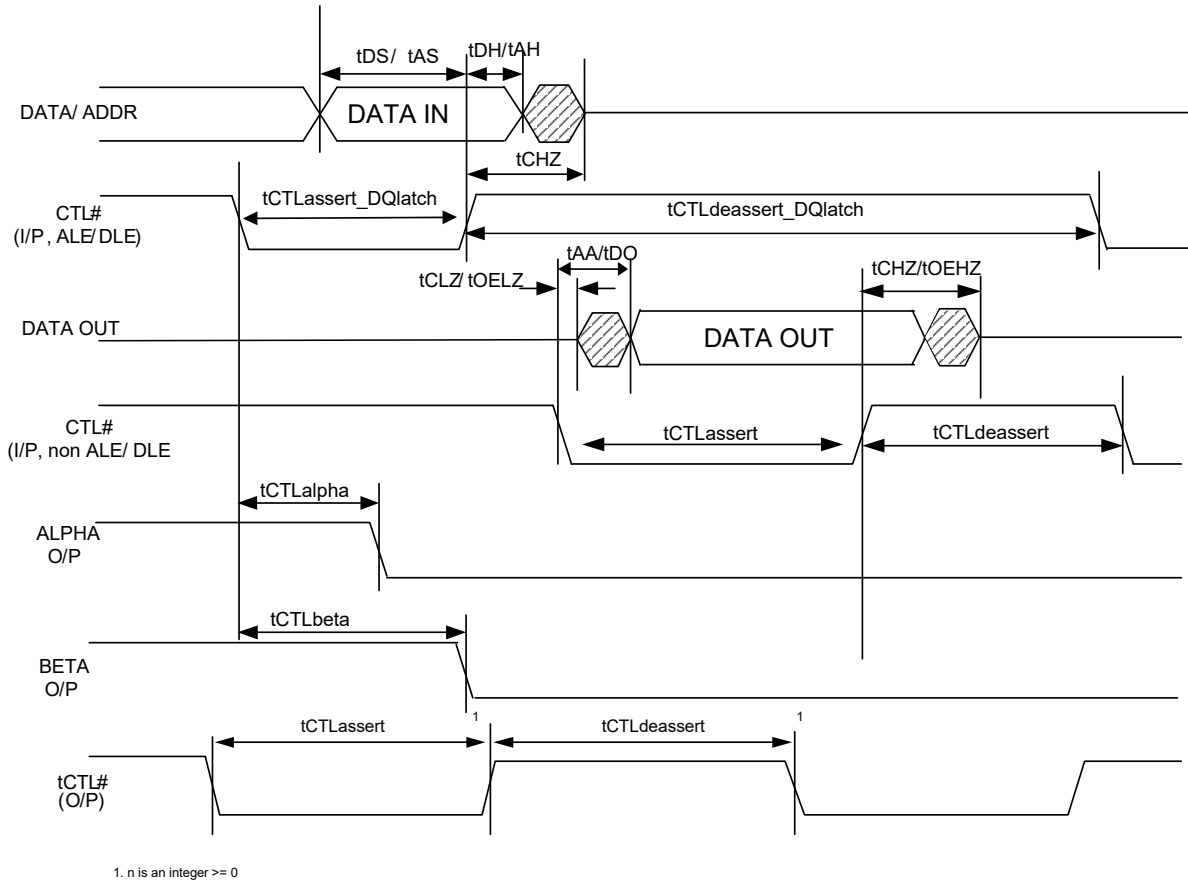 tDS/ tAS
tDH/tAH
DATA/ ADDR
DATA IN
tCHZ
tCTLassert_DQlatch
tCTLdeassert_DQlatch
CTL#
(I/P, ALE/ DLE)
tAA/tDO
tCLZ/ tOELZ
tCHZ/tOEHZ
DATA OUT
DATA OUT
CTL#
(I/P, non ALE/ DLE
tCTLassert
tCTLdeassert
tCTLalpha
ALPHA
O/P
tCTLbeta
BETA
O/P
tCTLassert 1
tCTLdeassert 1
tCTL#
(O/P)
1. n is an integer >= 0